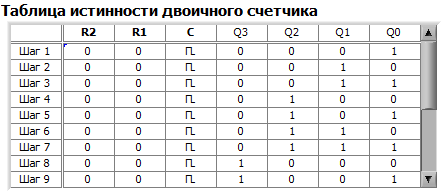 Таблица истинности двоичного счетчика
R2 R1 C Q3 Q2 Q1 Q0
Шаг 1 0 0 0 0 0 1
Шаг 2 0 0 0 0 1 0
Шаг 3 0 0 0 0 1 1
Шаг 4 0 0 0 1 0 0
Шаг 5 0 0 0 1 0 1
Шаг 6 0 0 0 1 1 0
Шаг 7 0 0 0 1 1 1
Шаг 8 0 0 1 0 0 0
Шаг 9 0 0 1 0 0 1